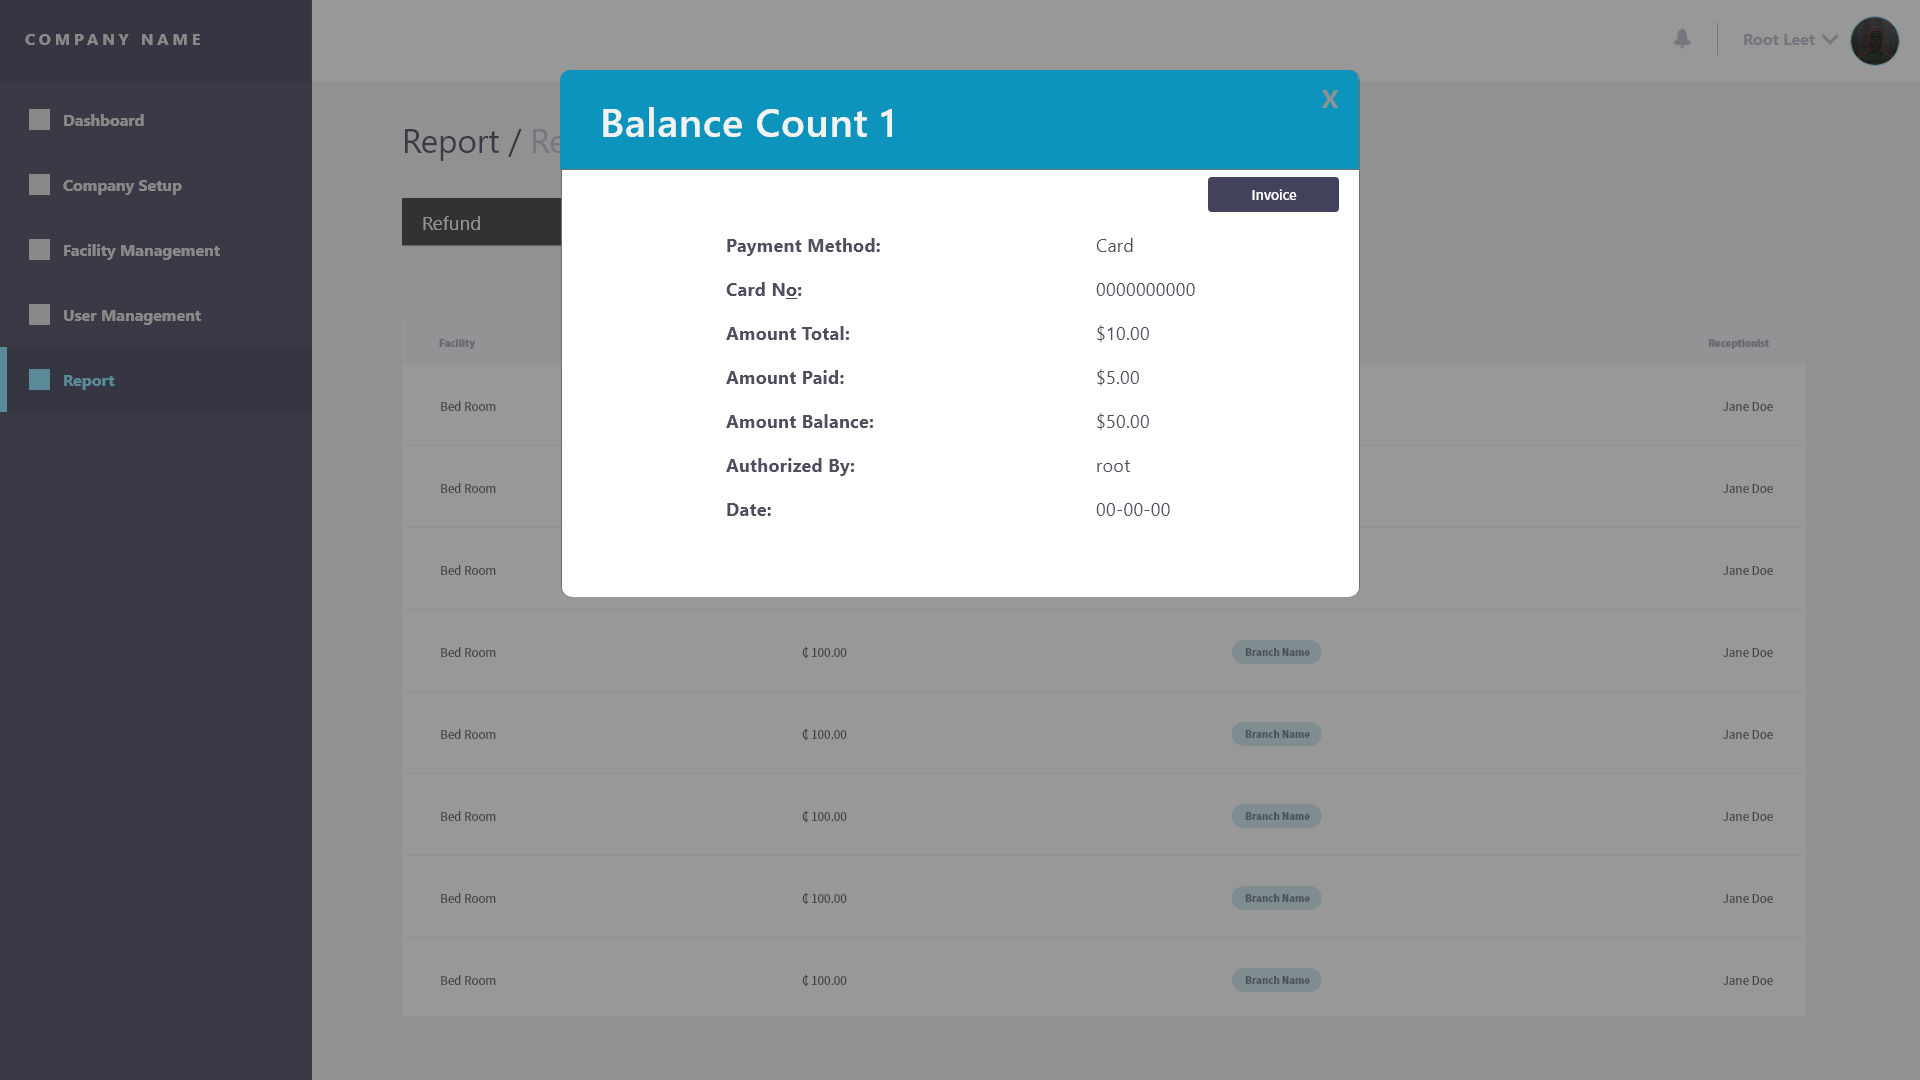 COMPANY NAME
Root Leet
Dashboard
Company Setup
Facility Management
User Management
Report
Report /
Refund
Balance Count 1
X
Invoice
Payment Method: Card
Card No: 0000000000
Amount Total: $10.00
Amount Paid: $5.00
Amount Balance: $50.00
Authorized By: root
Date: 00-00-00
Facility Receptionist
Bed Room Jane Doe
Bed Room Jane Doe
Bed Room Jane Doe
Bed Room ₵ 100.00 Branch Name Jane Doe
Bed Room ₵ 100.00 Branch Name Jane Doe
Bed Room ₵ 100.00 Branch Name Jane Doe
Bed Room ₵ 100.00 Branch Name Jane Doe
Bed Room ₵ 100.00 Branch Name Jane Doe